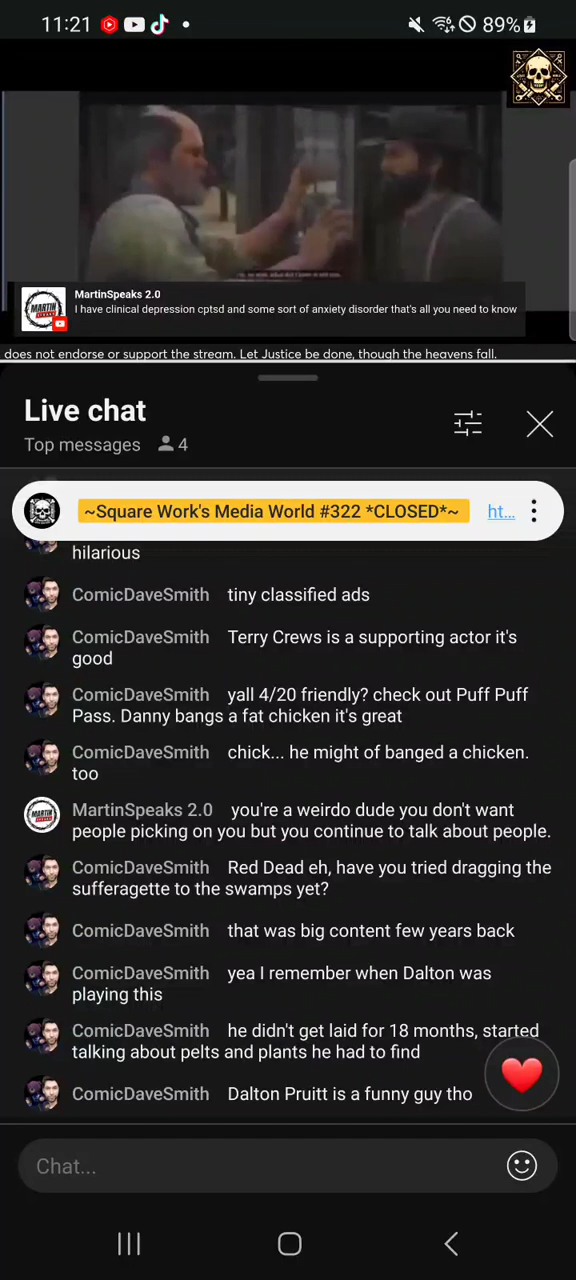 11:21
89%
MartinSpeaks 2.0
I have clinical depression cptsd and some sort of anxiety disorder that's all you need to know
does not endorse or support the stream. Let Justice be done, though the heavens fall.
Live chat
Top messages 4
~Square Work's Media World #322 *CLOSED*~ ht...
hilarious
ComicDaveSmith tiny classified ads
ComicDaveSmith Terry Crews is a supporting actor it's
good
ComicDaveSmith yall 4/20 friendly? check out Puff Puff
Pass. Danny bangs a fat chicken it's great
ComicDaveSmith chick... he might of banged a chicken.
too
MartinSpeaks 2.0 you're a weirdo dude you don't want
people picking on you but you continue to talk about people.
ComicDaveSmith Red Dead eh, have you tried dragging the
sufferagette to the swamps yet?
ComicDaveSmith that was big content few years back
ComicDaveSmith yea I remember when Dalton was
playing this
ComicDaveSmith he didn't get laid for 18 months, started
talking about pelts and plants he had to find
ComicDaveSmith Dalton Pruitt is a funny guy tho
Chat...